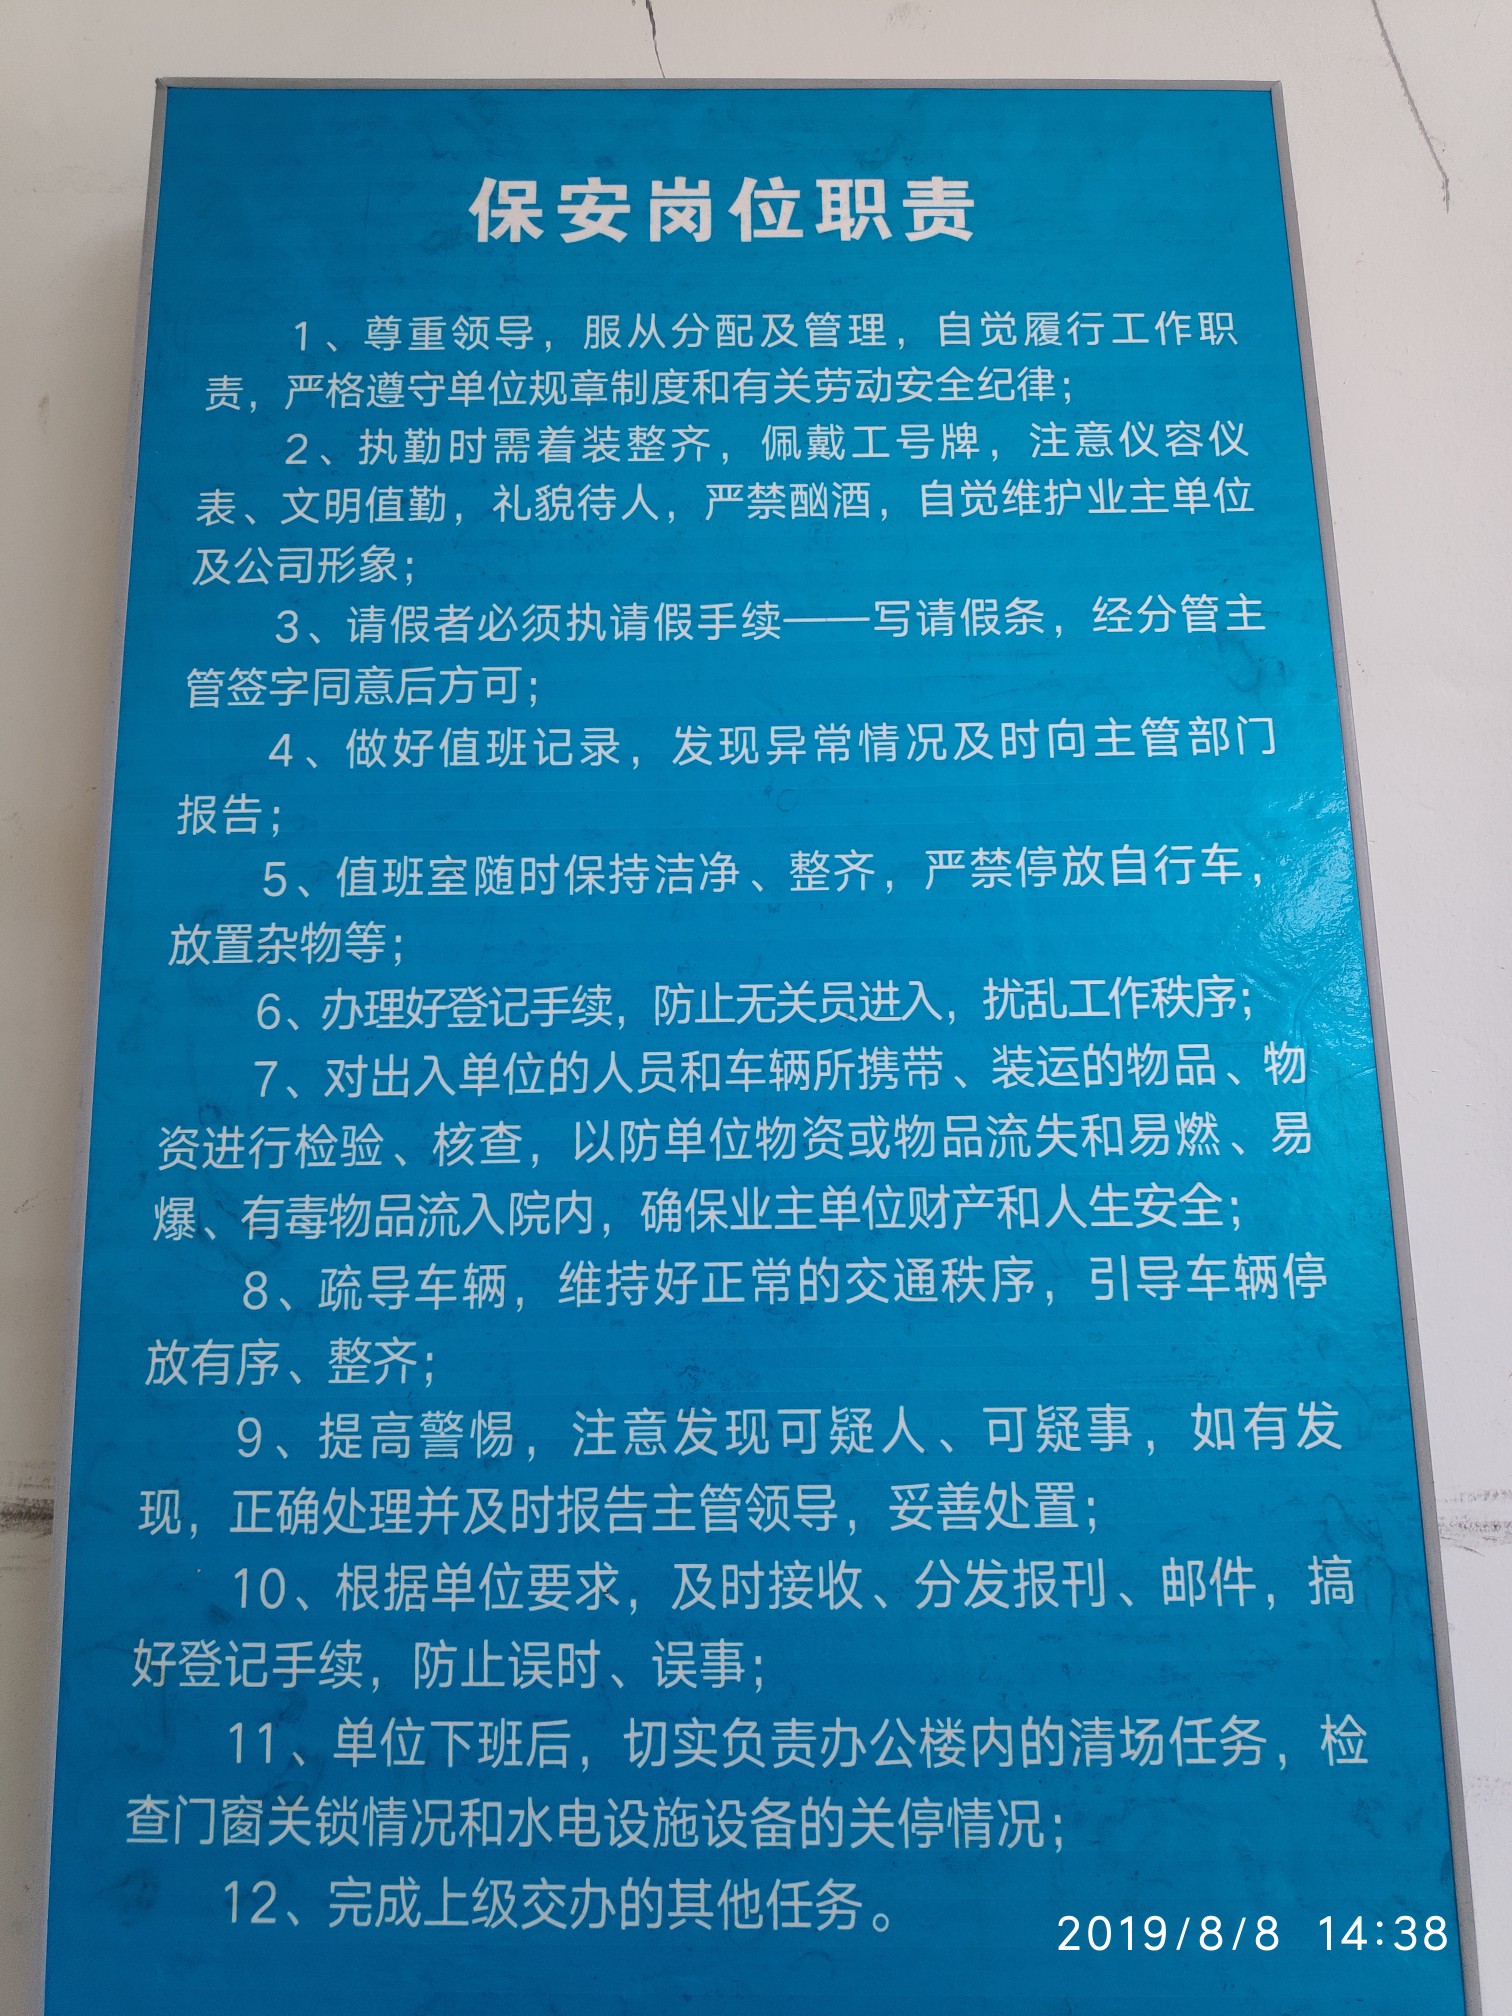 保安岗位职责
1、尊重领导，服从分配及管理，自觉履行工作职
责，严格遵守单位规章制度和有关劳动安全纪律；
2、执勤时需着装整齐，佩戴工号牌，注意仪容仪
表、文明值勤，礼貌待人，严禁酗酒，自觉维护业主单位
及公司形象；
3、请假者必须执请假手续——写请假条，经分管主
管签字同意后方可；
4、做好值班记录，发现异常情况及时向主管部门
报告；
5、值班室随时保持洁净、整齐，严禁停放自行车，
放置杂物等；
6、办理好登记手续，防止无关员进入，扰乱工作秩序；
7、对出入单位的人员和车辆所携带、装运的物品、物
资进行检验、核查，以防单位物资或物品流失和易燃、易
爆、有毒物品流入院内，确保业主单位财产和人生安全；
8、疏导车辆，维持好正常的交通秩序，引导车辆停
放有序、整齐；
9、提高警惕，注意发现可疑人、可疑事，如有发
现，正确处理并及时报告主管领导，妥善处置；
10、根据单位要求，及时接收、分发报刊、邮件，搞
好登记手续，防止误时、误事；
11、单位下班后，切实负责办公楼内的清场任务，检
查门窗关锁情况和水电设施设备的关停情况；
12、完成上级交办的其他任务。
2019/8/8 14:38